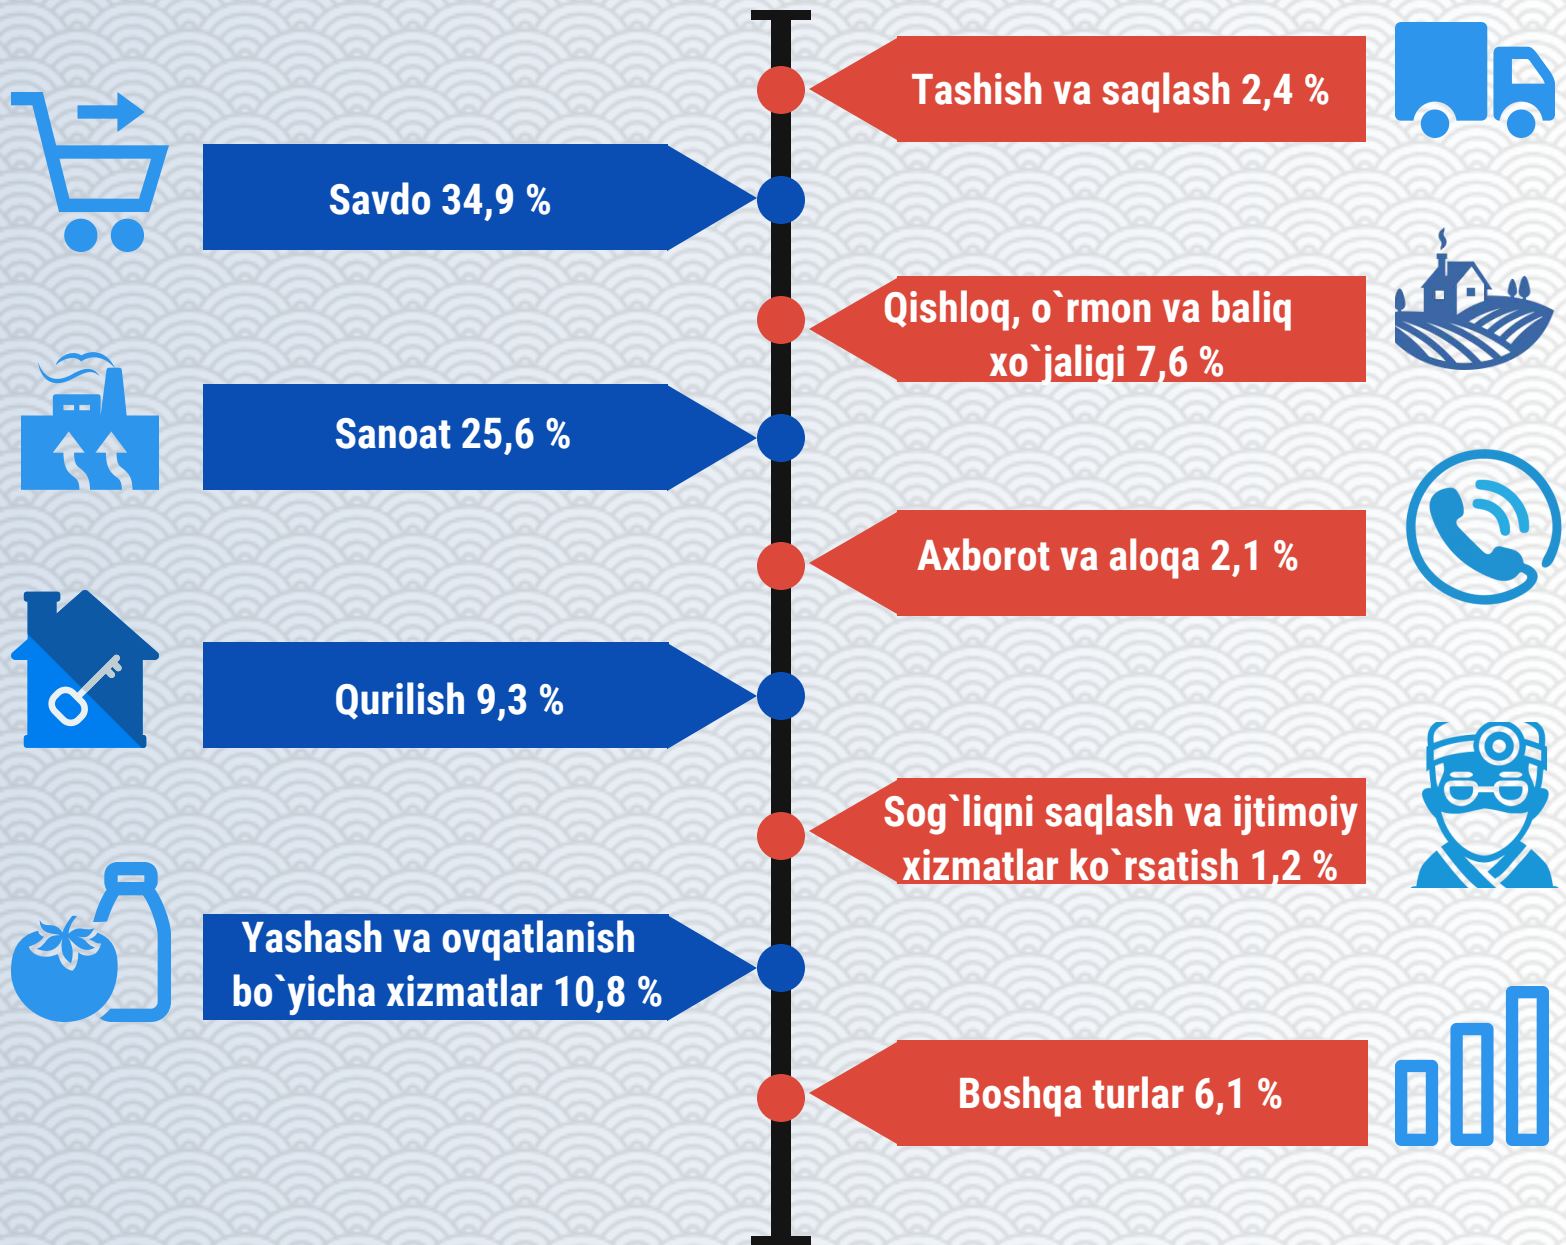 Tashish va saqlash 2,4 %
Savdo 34,9 %
Qishloq, o`rmon va baliq
xo`jaligi 7,6 %
Sanoat 25,6 %
Axborot va aloqa 2,1 %
Qurilish 9,3 %
Sog`liqni saqlash va ijtimoiy
xizmatlar ko`rsatish 1,2 %
Yashash va ovqatlanish
bo`yicha xizmatlar 10,8 %
Boshqa turlar 6,1 %